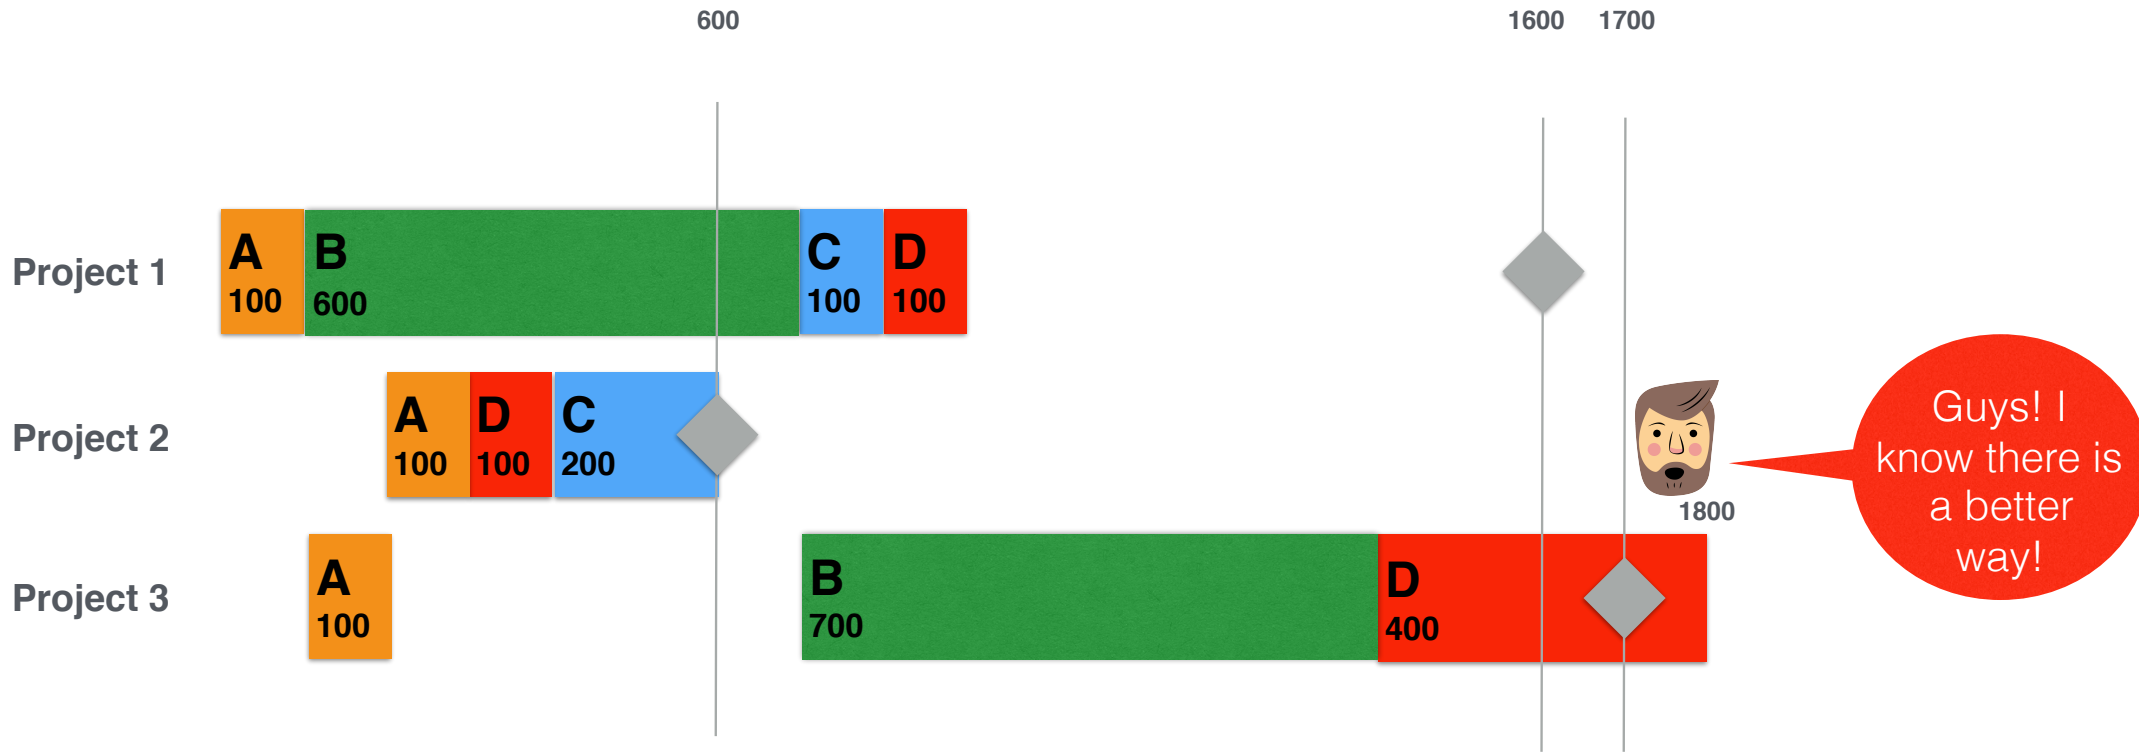 600
1600
1700
Project 1
A
100
B
600
C
100
D
100
Project 2
A
100
D
100
C
200
Guys! I
know there is
a better
way!
1800
Project 3
A
100
B
700
D
400